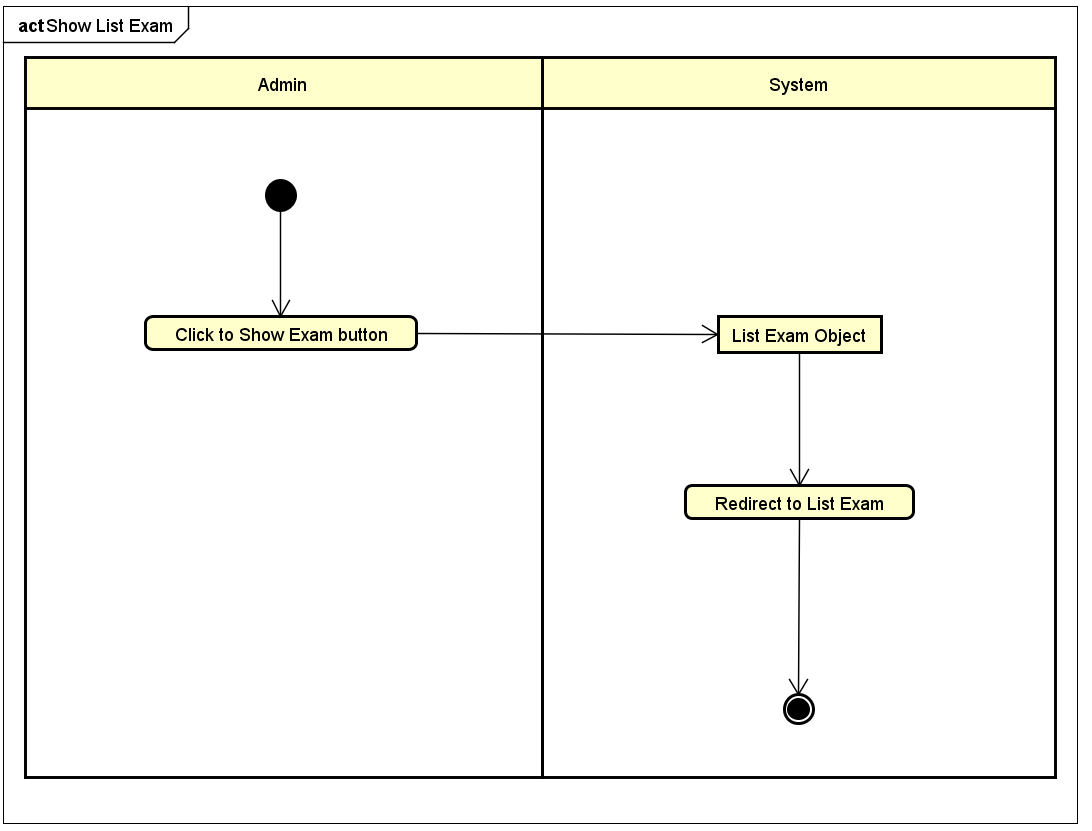 act Show List Exam
Admin
System
Click to Show Exam button
List Exam Object
Redirect to List Exam